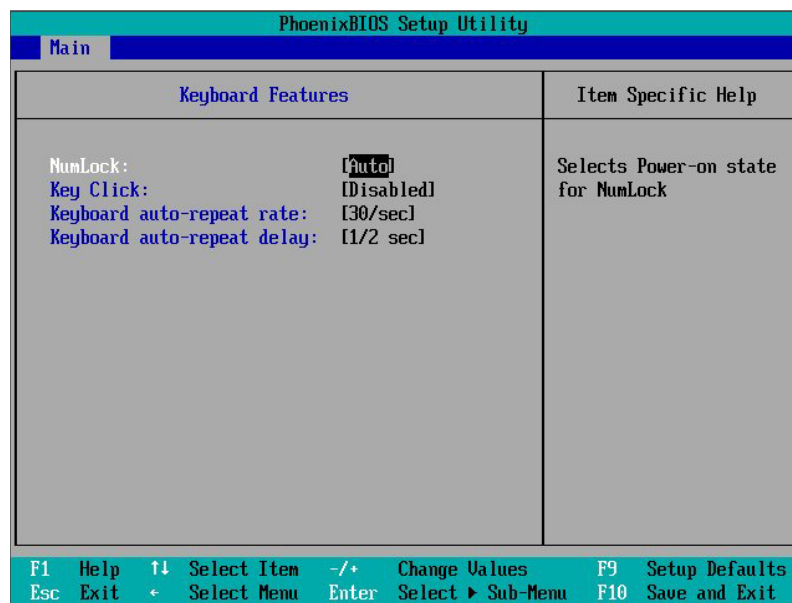 PhoenixBIOS Setup Utility
Main
Keyboard Features
Item Specific Help
NumLock: [Auto]
Key Click: [Disabled]
Keyboard auto-repeat rate: [30/sec]
Keyboard auto-repeat delay: [1/2 sec]
Selects Power-on state
for NumLock
F1 Help ↑↓ Select Item -/+ Change Values F9 Setup Defaults
Esc Exit ← Select Menu Enter Select ▶ Sub-Menu F10 Save and Exit